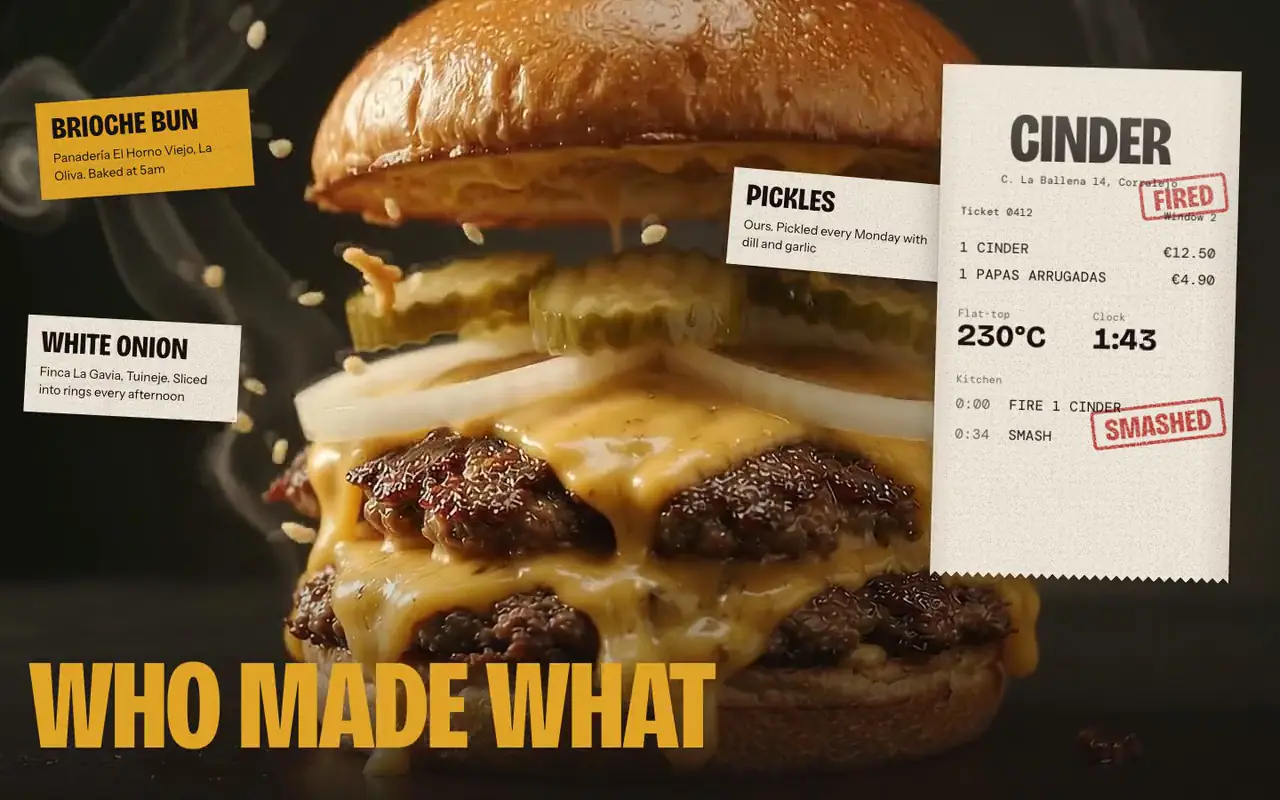 BRIOCHE BUN
Panadería El Horno Viejo, La
Oliva. Baked at 5am
WHITE ONION
Finca La Gavia, Tuineje. Sliced
into rings every afternoon
PICKLES
Ours. Pickled every Monday with
dill and garlic
CINDER
C. La Ballena 14, Corralejo
FIRED
Ticket 0412
Window 2
1 CINDER €12.50
1 PAPAS ARRUGADAS €4.90
Flat-top Clock
230°C 1:43
Kitchen
0:00 FIRE 1 CINDER
0:34 SMASH
SMASHED
WHO MADE WHAT